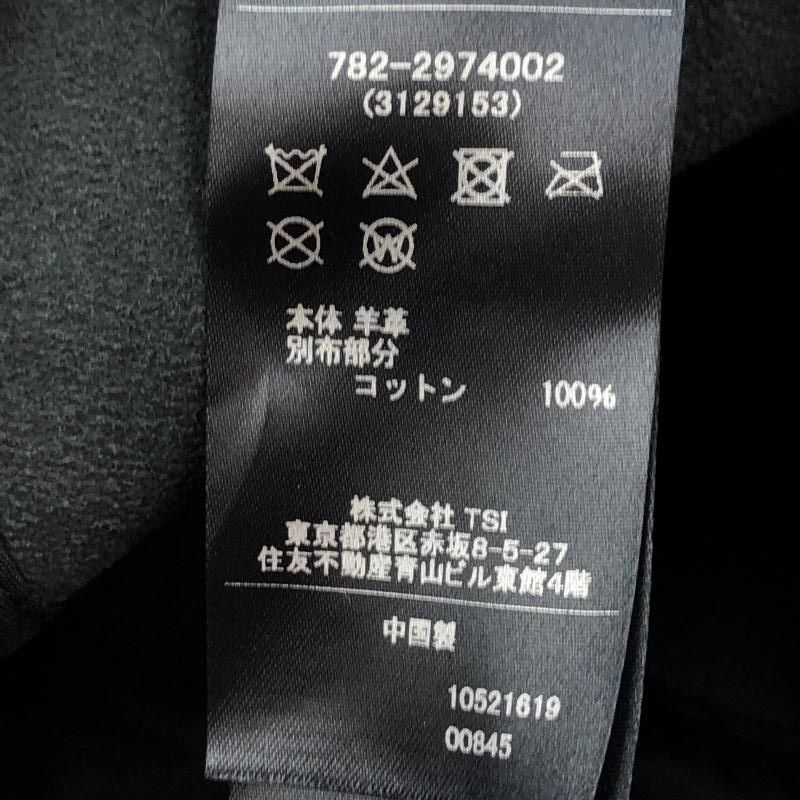 782-2974002
(3129153)
W
本体 羊革
別布部分
コットン 100%
株式会社 TSI
東京都港区赤坂8-5-27
住友不動産青山ビル東館4階
中国製
10521619
00845